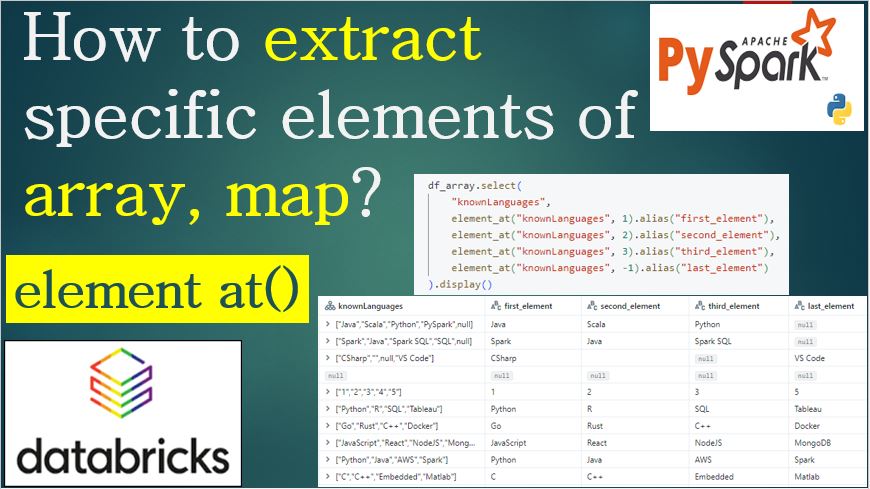 How to extract
specific elements of
array, map?
APACHE
PySpark™
element at()
databricks
df_array.select(
"knownLanguages",
element_at("knownLanguages", 1).alias("first_element"),
element_at("knownLanguages", 2).alias("second_element"),
element_at("knownLanguages", 3).alias("third_element"),
element_at("knownLanguages", -1).alias("last_element")
).display()
knownLanguages first_element second_element third_element last_element
["Java","Scala","Python","PySpark",null] Java Scala Python null
["Spark","Java","Spark SQL","SQL",null] Spark Java Spark SQL null
["CSharp","",null,"VS Code"] CSharp null VS Code
null null null null null
["1","2","3","4","5"] 1 2 3 5
["Python","R","SQL","Tableau"] Python R SQL Tableau
["Go","Rust","C++","Docker"] Go Rust C++ Docker
["JavaScript","React","NodeJS","Mong... JavaScript React NodeJS MongoDB
["Python","Java","AWS","Spark"] Python Java AWS Spark
["C","C++","Embedded","Matlab"] C C++ Embedded Matlab